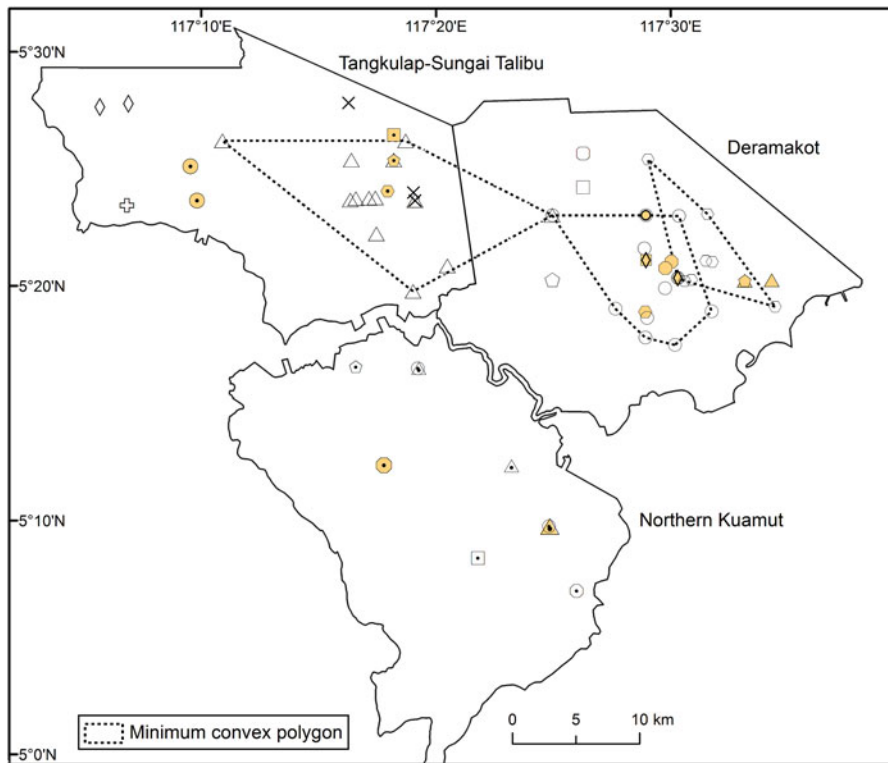 117°10'E 117°20'E 117°30'E
5°30'N
Tangkulap-Sungai Talibu
Deramakot
5°20'N
5°10'N
Northern Kuamut
Minimum convex polygon
0 5 10 km
5°0'N